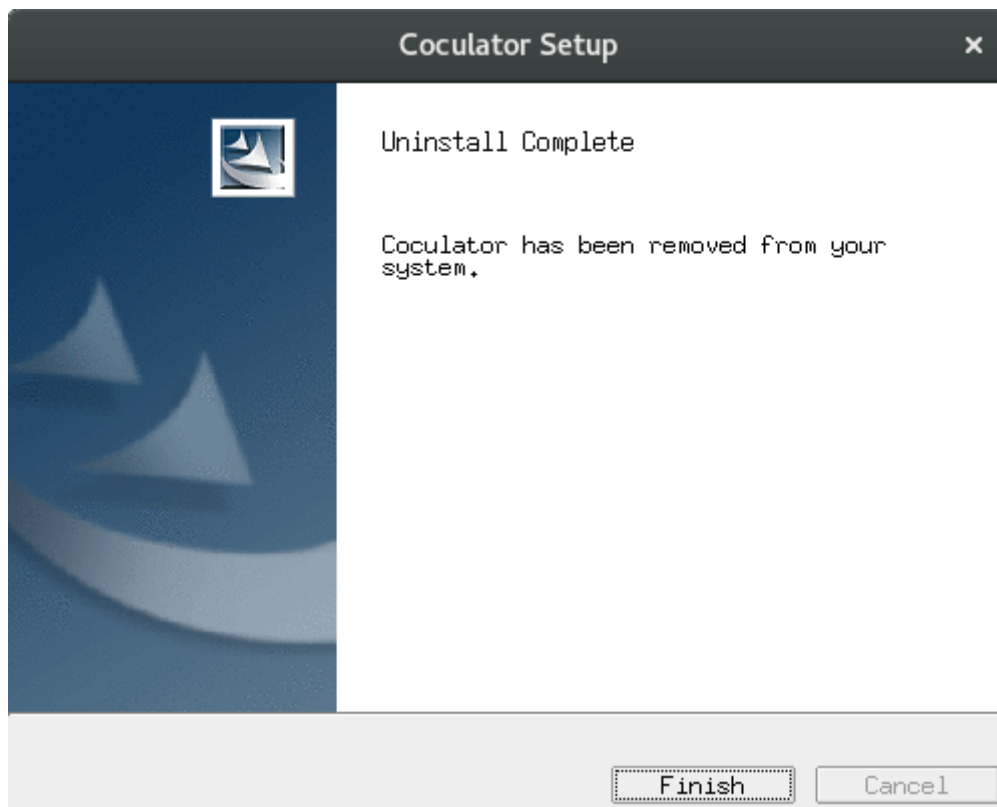 Coculator Setup
Uninstall Complete
Coculator has been removed from your
system.
Finish
Cancel